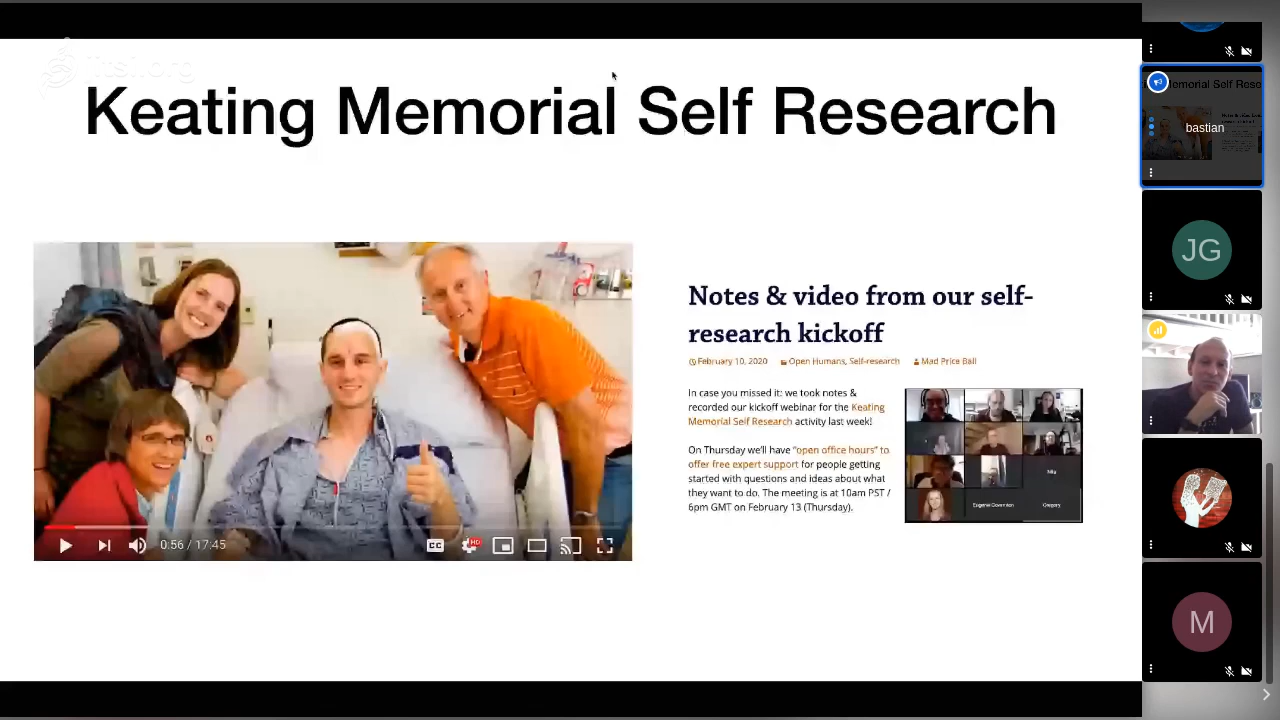 Keating Memorial Self Research
Notes & video from our self-
research kickoff
February 10, 2020 Open Humans, Self-research Mad Price Ball
In case you missed it: we took notes &
recorded our kickoff webinar for the Keating
Memorial Self Research activity last week!
On Thursday we'll have "open office hours" to
offer free expert support for people getting
started with questions and ideas about what
they want to do. The meeting is at 10am PST /
6pm GMT on February 13 (Thursday).
Gregory
0:56 / 17:45
CC
HD
bastian
JG
M